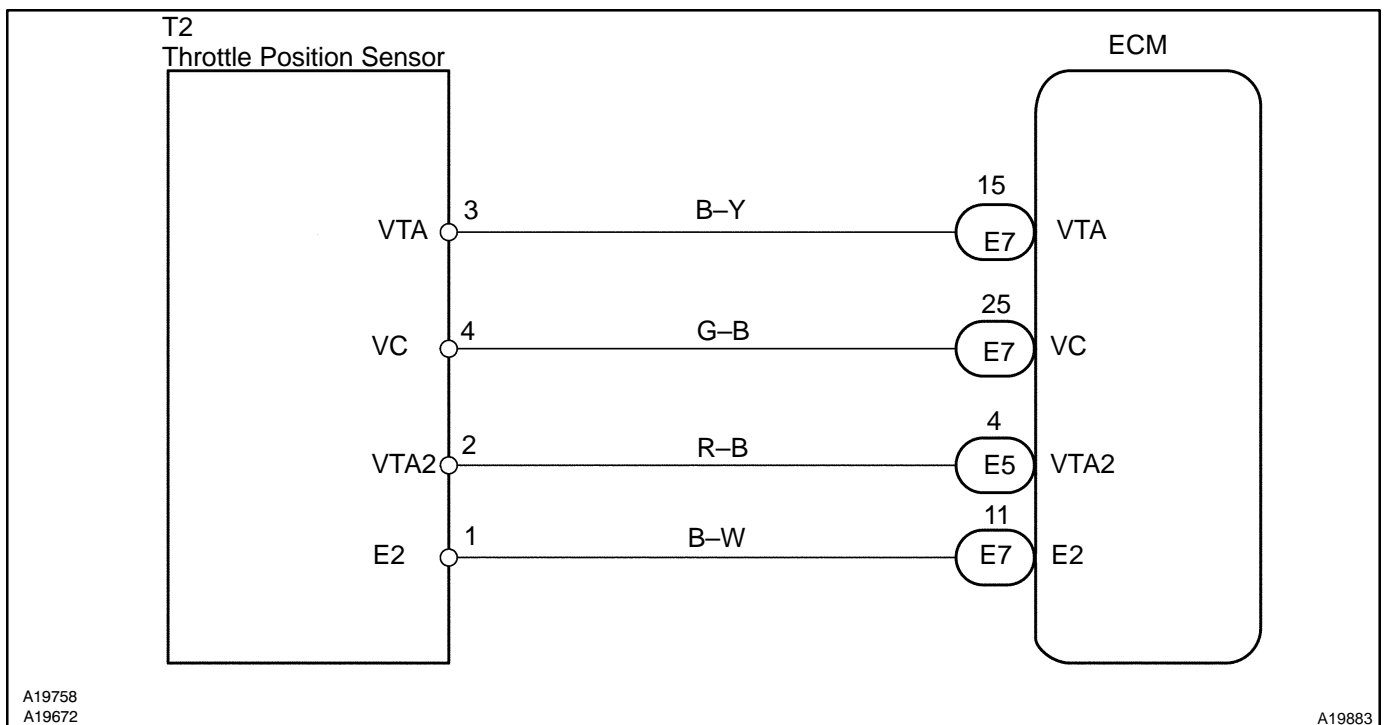 T2
Throttle Position Sensor
ECM
15
VTA 3 B–Y E7 VTA
25
VC 4 G–B E7 VC
4
VTA2 2 R–B E5 VTA2
11
E2 1 B–W E7 E2
A19758
A19672
A19883